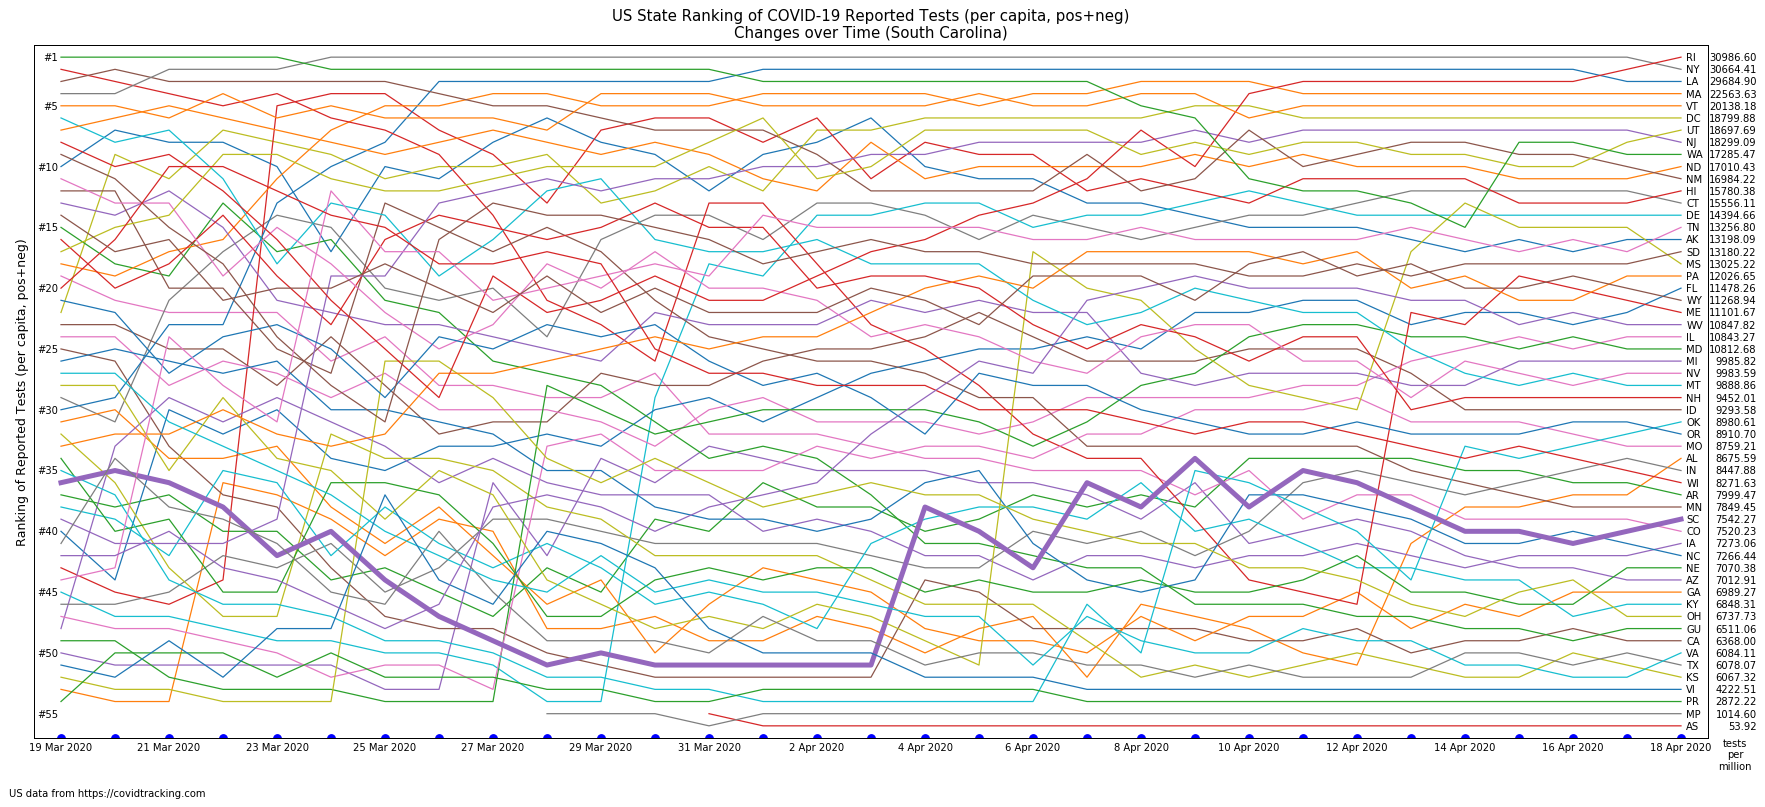 US State Ranking of COVID-19 Reported Tests (per capita, pos+neg)
Changes over Time (South Carolina)
Ranking of Reported Tests (per capita, pos+neg)
#1
#5
#10
#15
#20
#25
#30
#35
#40
#45
#50
#55
RI 30986.60
NY 30664.41
LA 29684.90
MA 22563.63
VT 20138.18
DC 18799.88
UT 18697.69
NJ 18299.09
WA 17285.47
ND 17010.43
NM 16984.22
HI 15780.38
CT 15556.11
DE 14394.66
TN 13256.80
AK 13198.09
SD 13180.22
MS 13025.22
PA 12026.65
FL 11478.26
WY 11268.94
ME 11101.67
WV 10847.82
IL 10843.27
MD 10812.68
MI 9985.82
NV 9983.59
MT 9888.86
NH 9452.01
ID 9293.58
OK 8980.61
OR 8910.70
MO 8759.21
AL 8675.59
IN 8447.88
WI 8271.63
AR 7999.47
MN 7849.45
SC 7542.27
CO 7520.23
IA 7273.06
NC 7266.44
NE 7070.38
AZ 7012.91
GA 6989.27
KY 6848.31
OH 6737.73
GU 6511.06
CA 6368.00
VA 6084.11
TX 6078.07
KS 6067.32
VI 4222.51
PR 2872.22
MP 1014.60
AS 53.92
19 Mar 2020 21 Mar 2020 23 Mar 2020 25 Mar 2020 27 Mar 2020 29 Mar 2020 31 Mar 2020 2 Apr 2020 4 Apr 2020 6 Apr 2020 8 Apr 2020 10 Apr 2020 12 Apr 2020 14 Apr 2020 16 Apr 2020 18 Apr 2020
tests
per
million
US data from https://covidtracking.com